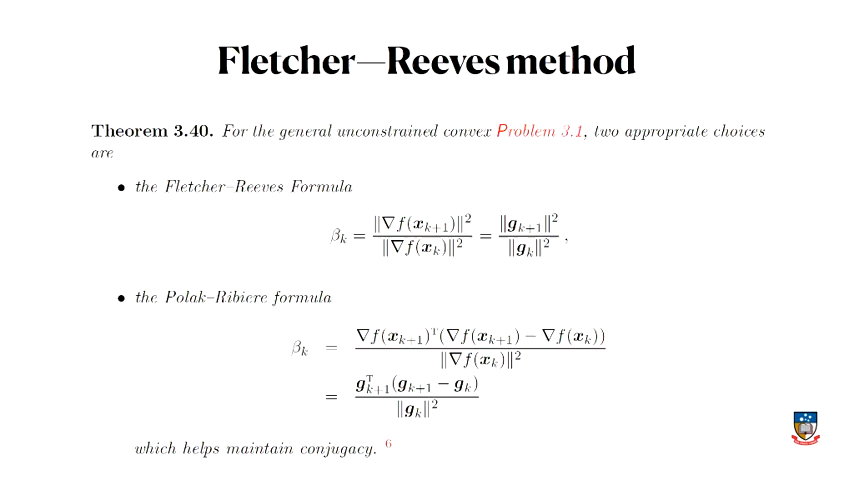 Fletcher—Reeves method
Theorem 3.40. For the general unconstrained convex Problem 3.1, two appropriate choices
are
• the Fletcher–Reeves Formula
β_k = ‖∇f(x_{k+1})‖² / ‖∇f(x_k)‖² = ‖g_{k+1}‖² / ‖g_k‖² ,
• the Polak–Ribiere formula
β_k = ∇f(x_{k+1})ᵀ(∇f(x_{k+1}) − ∇f(x_k)) / ‖∇f(x_k)‖²
= gᵀ_{k+1}(g_{k+1} − g_k) / ‖g_k‖²
which helps maintain conjugacy. ⁶